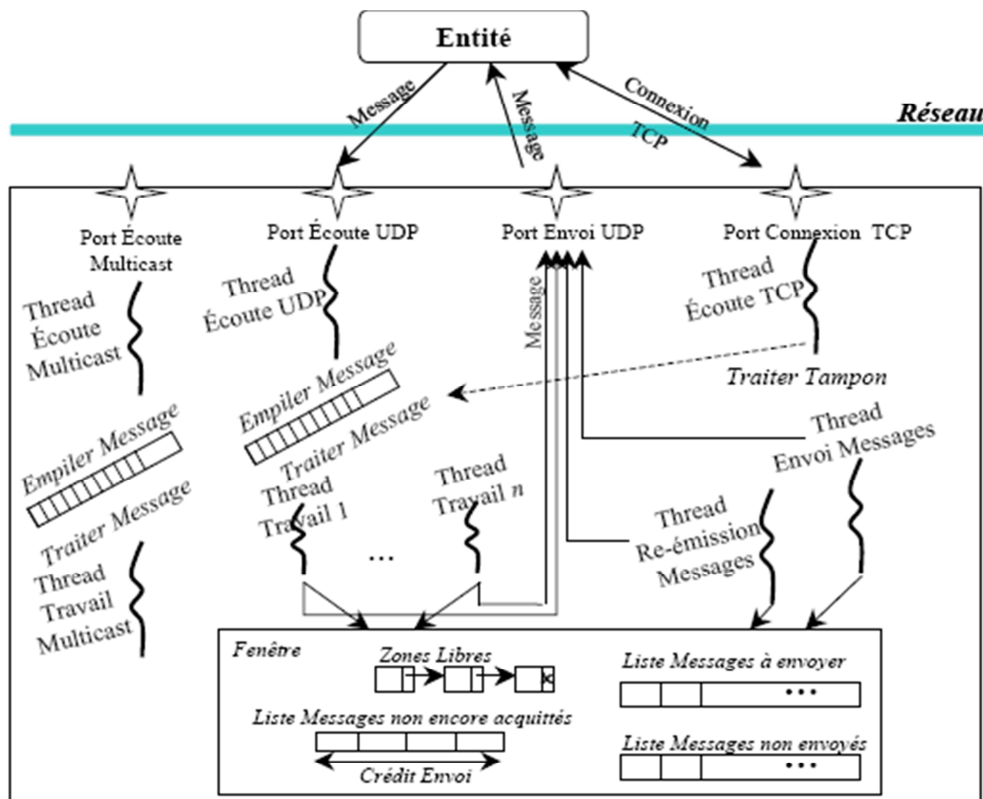 Entité
Message
Message
Connexion
TCP
Réseau
Port Écoute
Multicast
Port Écoute UDP
Port Envoi UDP
Port Connexion TCP
Thread
Écoute
Multicast
Thread
Écoute UDP
Message
Thread
Écoute TCP
Empiler Message
Traiter Message
Empiler Message
Traiter Message
Traiter Tampon
Thread
Envoi Messages
Thread
Travail 1
...
Thread
Travail n
Thread
Re-émission
Messages
Thread
Travail
Multicast
Fenêtre
Zones Libres
Liste Messages non encore acquittés
Crédit Envoi
Liste Messages à envoyer
...
Liste Messages non envoyés
...